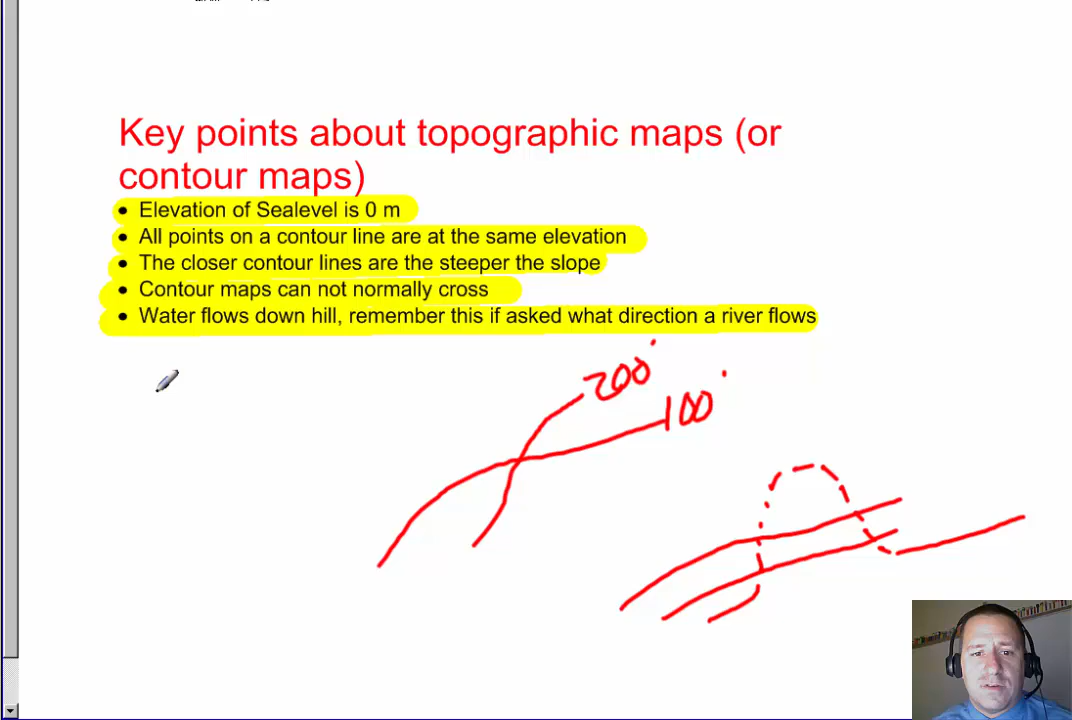 Key points about topographic maps (or
contour maps)
• Elevation of Sealevel is 0 m
• All points on a contour line are at the same elevation
• The closer contour lines are the steeper the slope
• Contour maps can not normally cross
• Water flows down hill, remember this if asked what direction a river flows
200
100